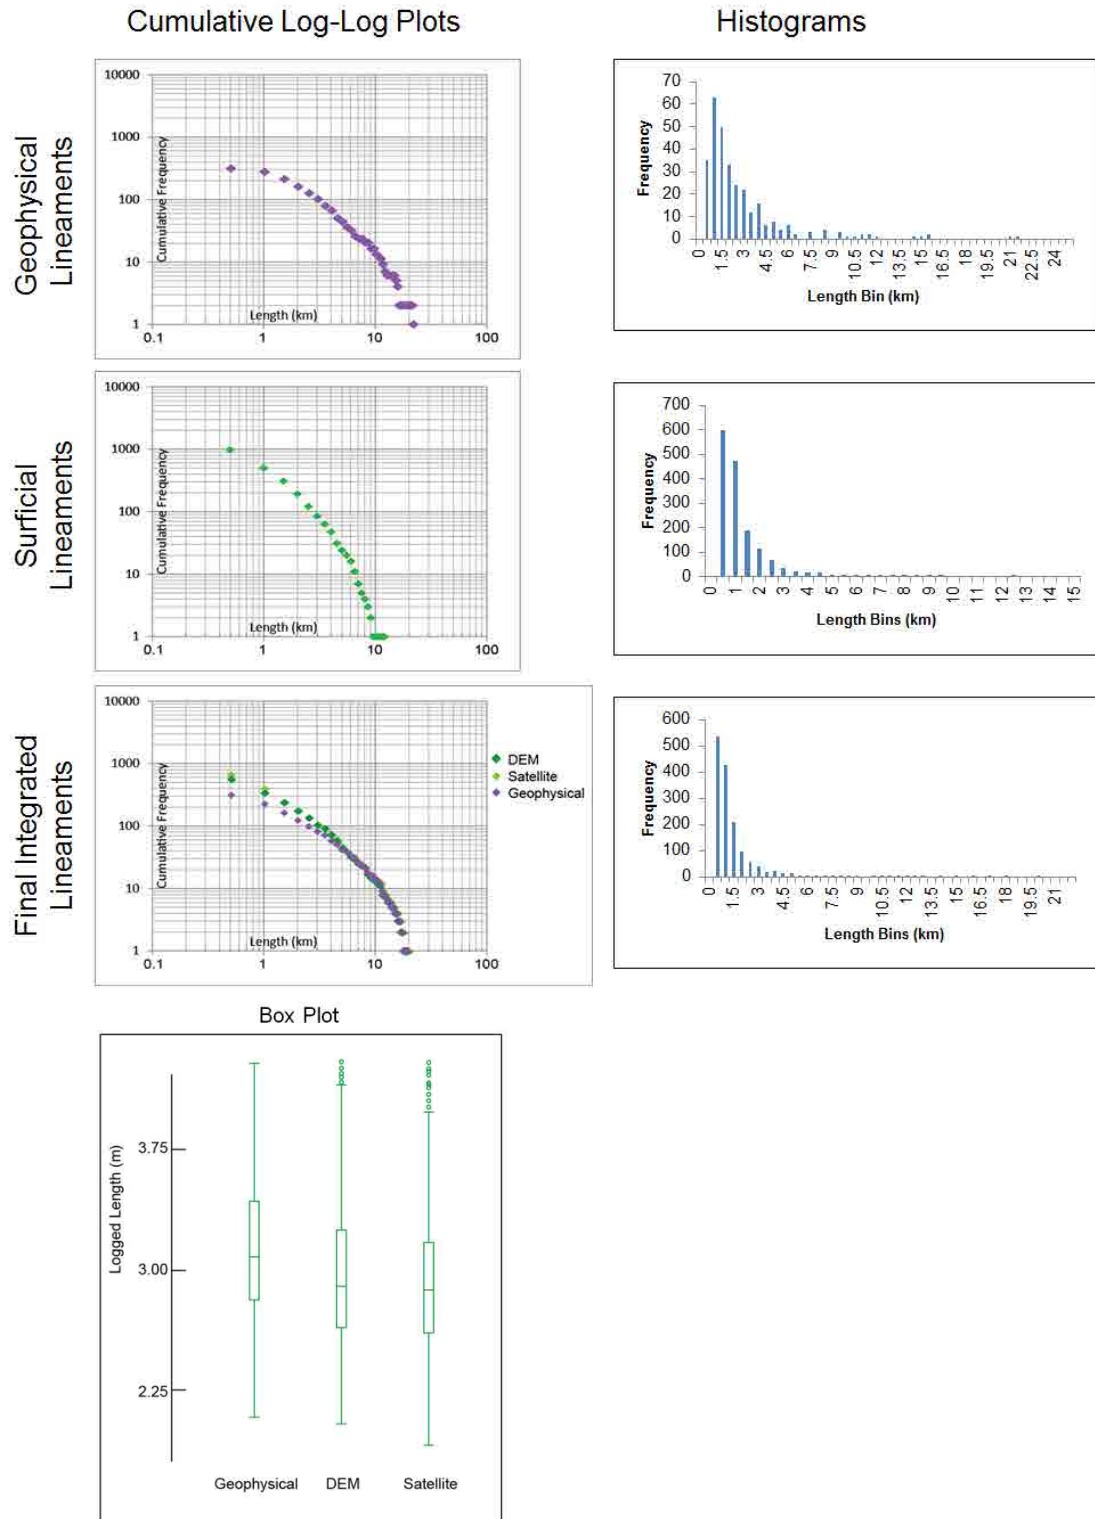 Cumulative Log-Log Plots
Histograms
Geophysical
Lineaments
10000
1000
100
10
1
Cumulative Frequency
Length (km)
0.1 1 10 100
70
60
50
40
30
20
10
0
Frequency
0 1.5 3 4.5 6 7.5 9 10.5 12 13.5 15 16.5 18 19.5 21 22.5 24
Length Bin (km)
Surficial
Lineaments
10000
1000
100
10
1
Cumulative Frequency
Length (km)
0.1 1 10 100
700
600
500
400
300
200
100
0
Frequency
0 1 2 3 4 5 6 7 8 9 10 11 12 13 14 15
Length Bins (km)
Final Integrated
Lineaments
10000
1000
100
10
1
Cumulative Frequency
Length (km)
0.1 1 10 100
DEM
Satellite
Geophysical
600
500
400
300
200
100
0
Frequency
0 1.5 3 4.5 6 7.5 9 10.5 12 13.5 15 16.5 18 19.5 21
Length Bins (km)
Box Plot
Logged Length (m)
3.75
3.00
2.25
Geophysical DEM Satellite